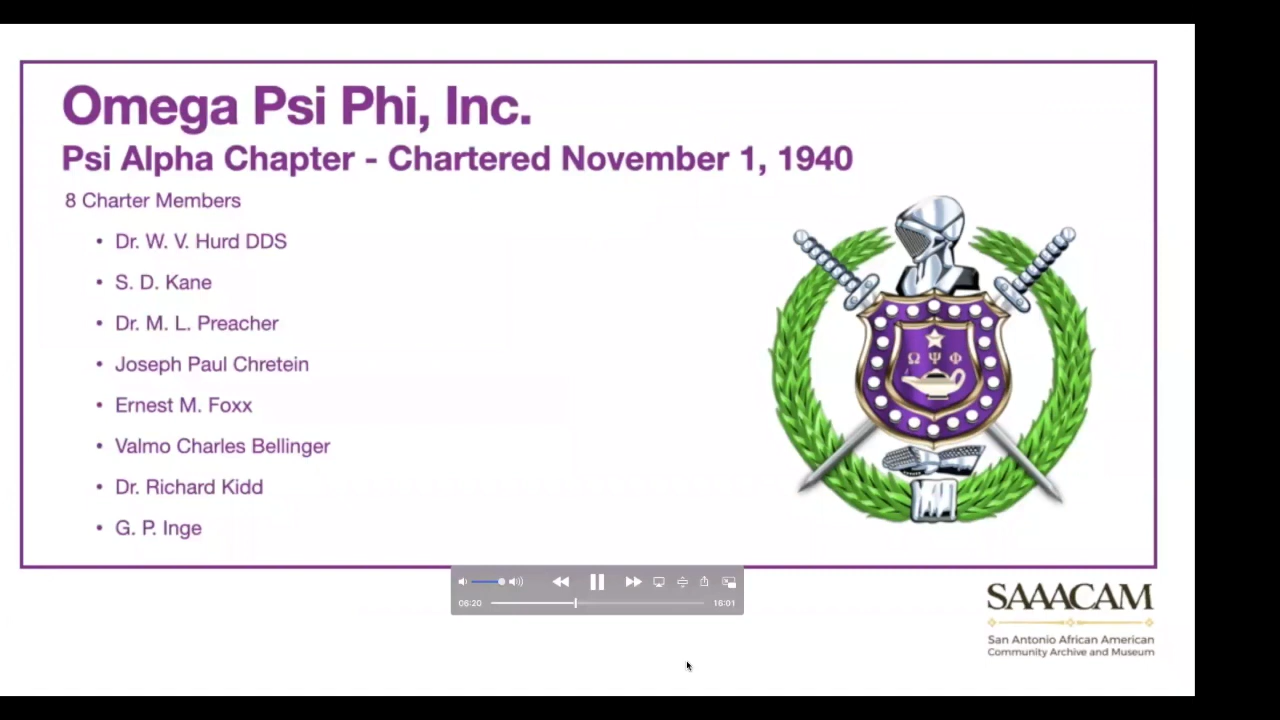 Omega Psi Phi, Inc.
Psi Alpha Chapter - Chartered November 1, 1940
8 Charter Members
• Dr. W. V. Hurd DDS
• S. D. Kane
• Dr. M. L. Preacher
• Joseph Paul Chretein
• Ernest M. Foxx
• Valmo Charles Bellinger
• Dr. Richard Kidd
• G. P. Inge
Ω Ψ Φ
06:20
16:01
SAAACAM
San Antonio African American
Community Archive and Museum